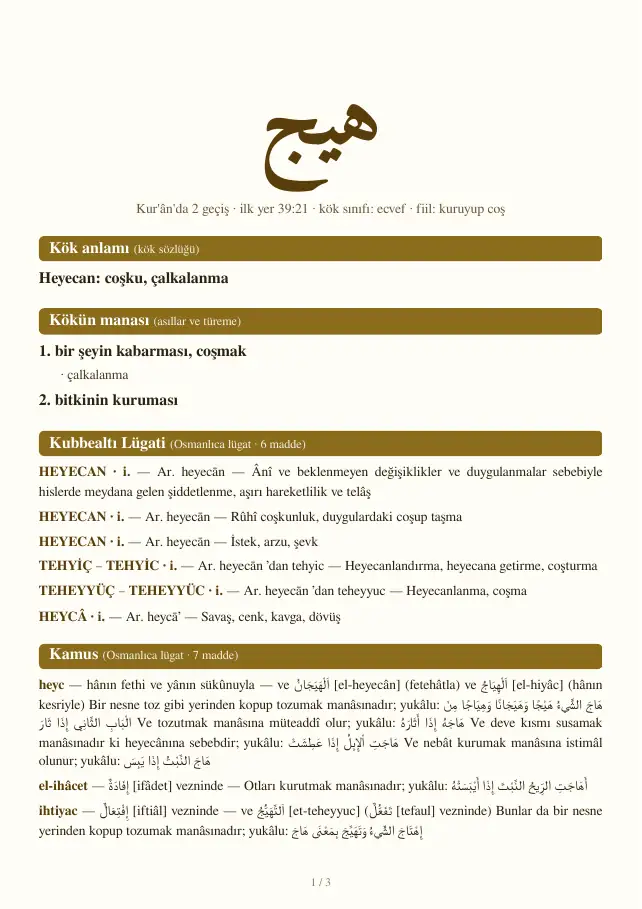 هيج
Kur'ân'da 2 geçiş · ilk yer 39:21 · kök sınıfı: ecvef · fiil: kuruyup coş
Kök anlamı (kök sözlüğü)
Heyecan: coşku, çalkalanma
Kökün manası (asıllar ve türeme)
1. bir şeyin kabarması, coşmak
· çalkalanma
2. bitkinin kuruması
Kubbealtı Lügati (Osmanlıca lügat · 6 madde)
HEYECAN · i. — Ar. heyecān — Ânî ve beklenmeyen değişiklikler ve duygulanmalar sebebiyle
hislerde meydana gelen şiddetlenme, aşırı hareketlilik ve telâş
HEYECAN · i. — Ar. heyecān — Rûhî coşkunluk, duygulardaki coşup taşma
HEYECAN · i. — Ar. heyecān — İstek, arzu, şevk
TEHYİÇ – TEHYİC · i. — Ar. heyecān 'dan tehyіc — Heyecanlandırma, heyecana getirme, coşturma
TEHEYYÜÇ – TEHEYYÜC · i. — Ar. heyecān 'dan teheyyuc — Heyecanlanma, coşma
HEYCÂ · i. — Ar. heycā' — Savaş, cenk, kavga, dövüş
Kamus (Osmanlıca lügat · 7 madde)
heyc — hânın fethi ve yânın sükûnuyla — ve اَلْهَيَجَانُ [el-heyecân] (fetehâtla) ve اَلْهِيَاجُ [el-hiyâc] (hânın
kesriyle) Bir nesne toz gibi yerinden kopup tozumak manâsınadır; yukâlu: هَاجَ الشَّيْءُ هَيْجًا وَهَيَجَانًا وَهِيَاجًا مِنْ
الْبَابِ الثَّانِي إِذَا ثَارَ Ve tozutmak manâsına müteaddî olur; yukâlu: هَاجَهُ إِذَا أَثَارَهُ Ve deve kısmı susamak
manâsınadır ki heyecânına sebebdir; yukâlu: هَاجَتِ الْإِبِلُ إِذَا عَطِشَتْ Ve nebât kurumak manâsına istimâl
olunur; yukâlu: هَاجَ النَّبْتُ إِذَا يَبِسَ
el-ihâcet — إِفَادَةٌ [ifâdet] vezninde — Otları kurutmak manâsınadır; yukâlu: أَهَاجَتِ الرِّيحُ النَّبْتَ إِذَا أَيْبَسَتْهُ
ihtiyac — إِفْتِعَالٌ [iftiâl] vezninde — ve اَلتَّهَيُّجُ [et-teheyyuc] (تَفَعُّلٌ [tefaul] vezninde) Bunlar da bir nesne
yerinden kopup tozumak manâsınadır; yukâlu: إِهْتَاجَ الشَّيْءُ وَتَهَيَّجَ بِمَعْنَى هَاجَ
1 / 3